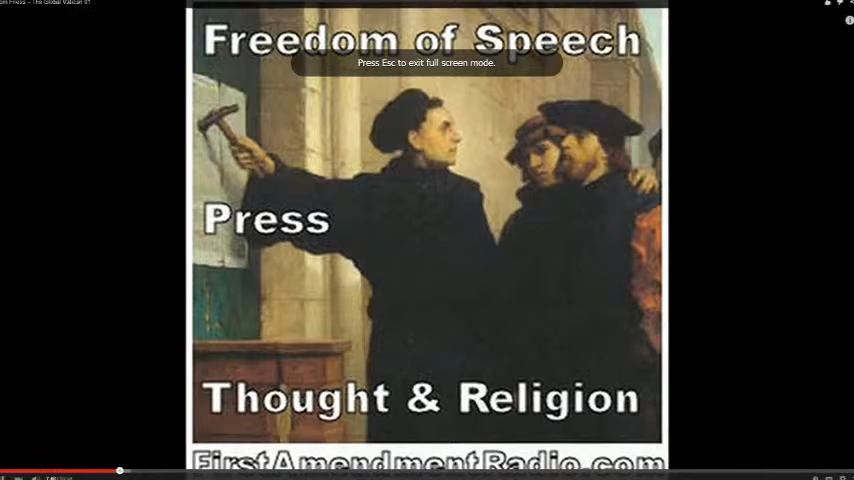 Freedom of Speech
Press Esc to exit full screen mode.
Press
Thought & Religion
FirstAmendmentRadio.com